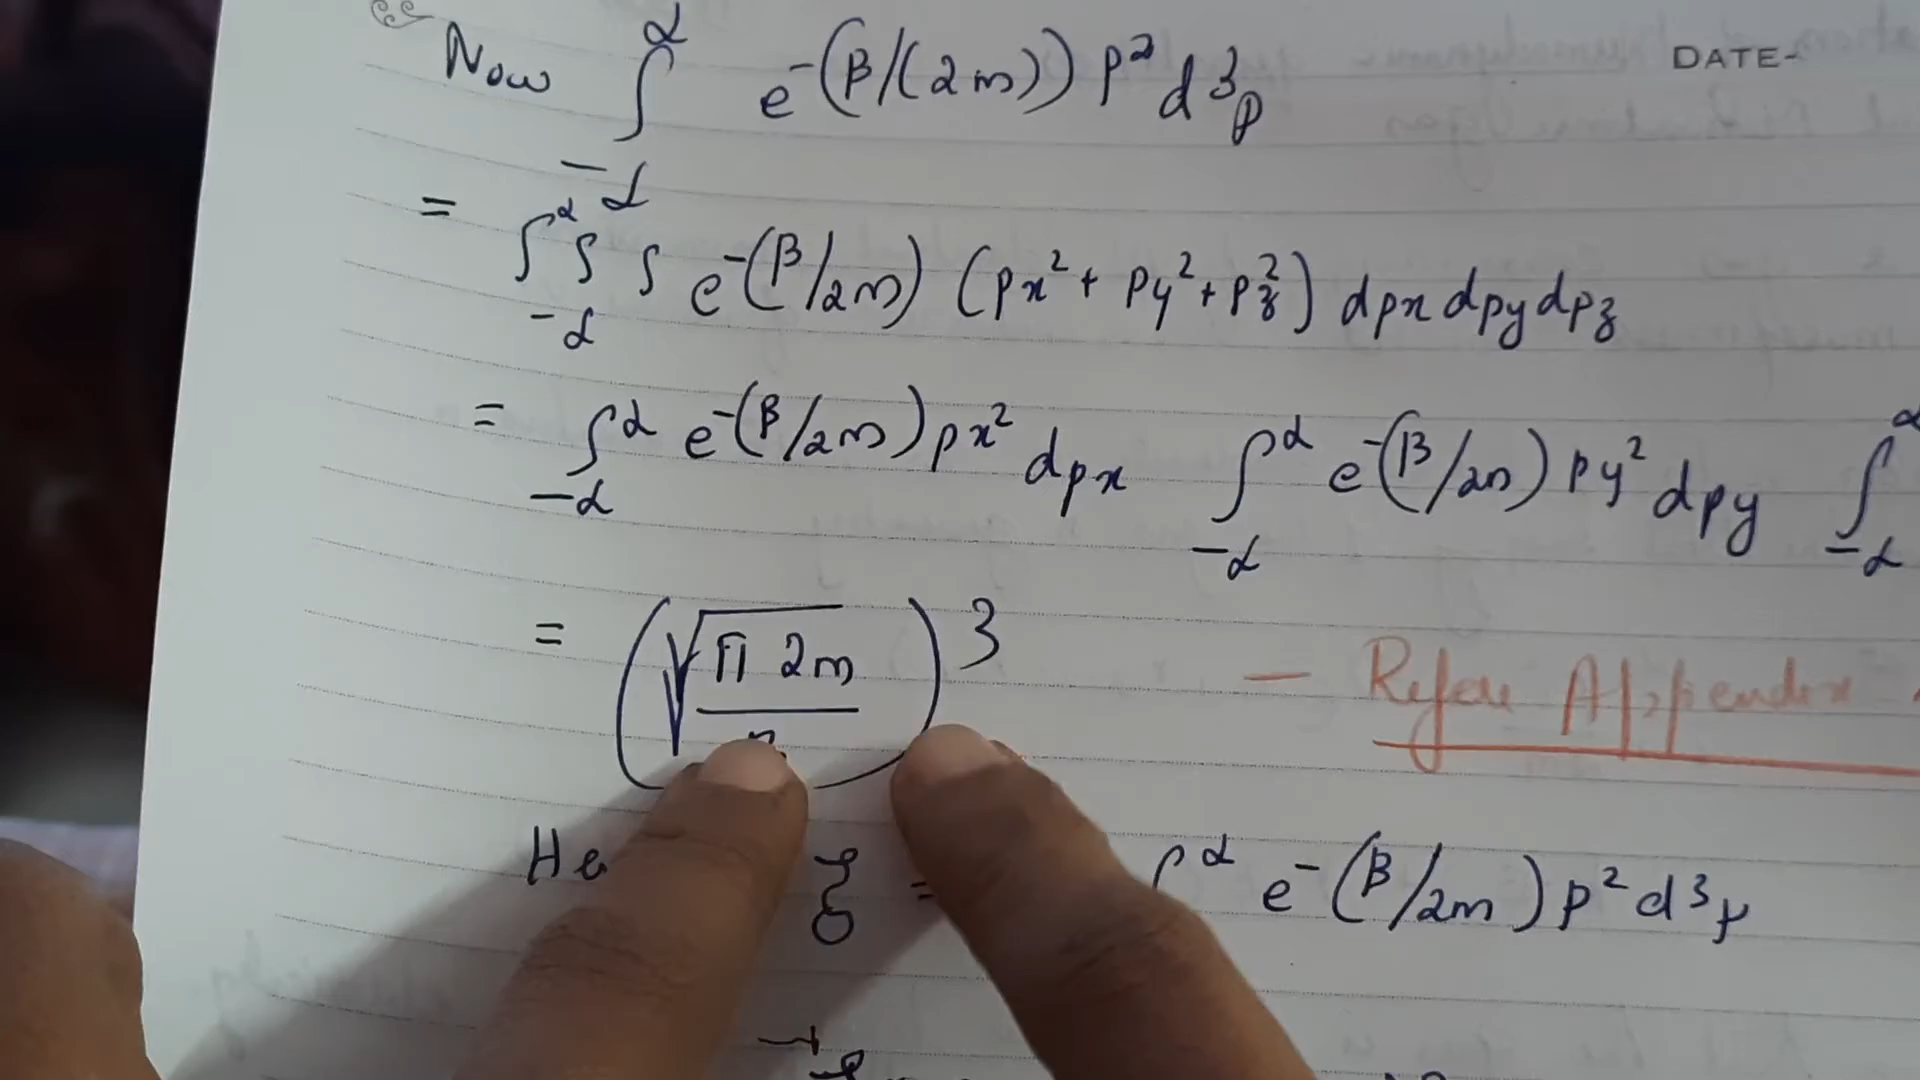 DATE-
Now ∫_{-α}^{α} e^{-(β/(2m)) p²} d³p
= ∫∫∫_{-α}^{α} e^{-(β/2m) (px² + py² + pz²)} dpx dpy dpz
= ∫_{-α}^{α} e^{-(β/2m) px²} dpx ∫_{-α}^{α} e^{-(β/2m) py²} dpy ∫_{-α}^{α}
= (√(π 2m / ))³ — Refere Appendix
ξ = ∫^{α} e^{-(β/2m) p²} d³p